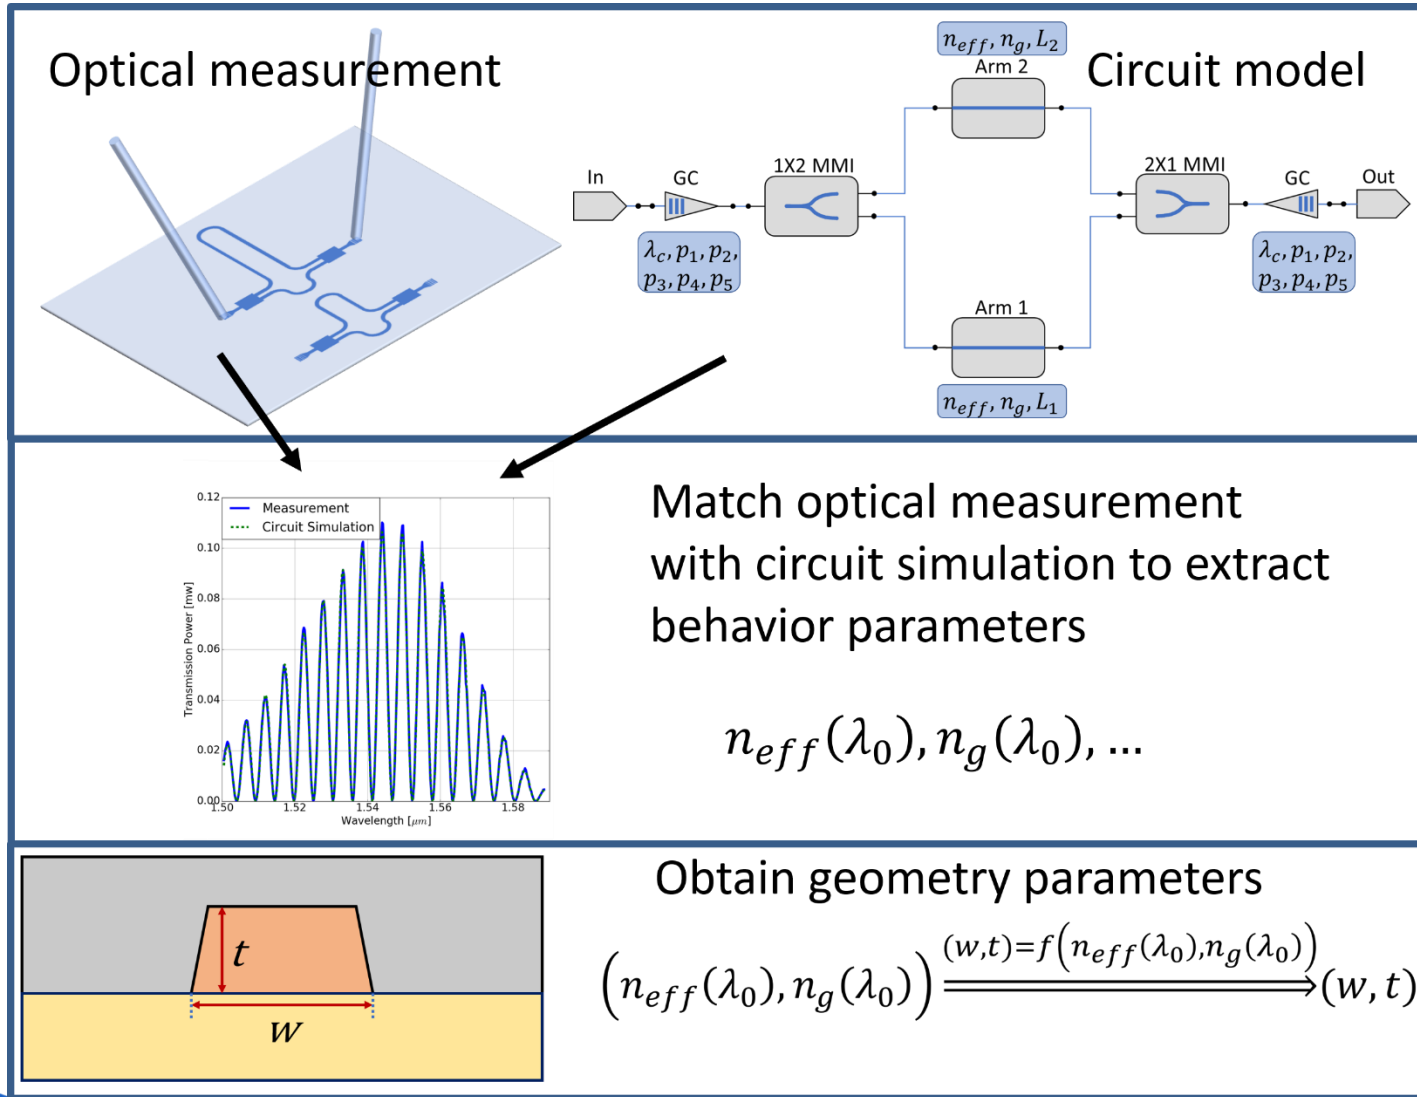 Optical measurement
Circuit model
n_eff, n_g, L_2
Arm 2
In
GC
1X2 MMI
2X1 MMI
GC
Out
λ_c, p_1, p_2,
p_3, p_4, p_5
λ_c, p_1, p_2,
p_3, p_4, p_5
Arm 1
n_eff, n_g, L_1
0.12
0.10
0.08
0.06
0.04
0.02
0.00
Transmission Power [mw]
Measurement
Circuit Simulation
1.50 1.52 1.54 1.56 1.58
Wavelength [μm]
Match optical measurement
with circuit simulation to extract
behavior parameters
n_eff(λ_0), n_g(λ_0), ...
t
w
Obtain geometry parameters
(w,t)=f(n_eff(λ_0),n_g(λ_0))
(n_eff(λ_0), n_g(λ_0)) ⟹ (w, t)